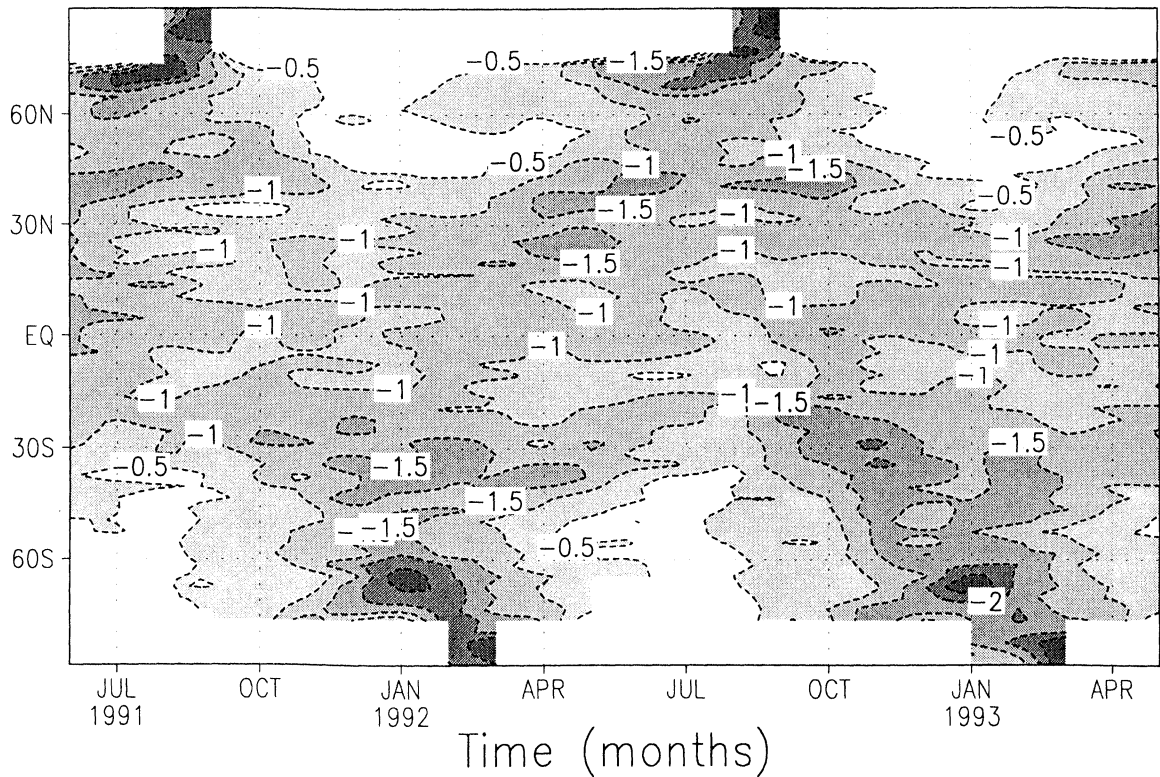 -0.5 -0.5 -1.5
60N
-0.5
-0.5 -1 -1 -1.5
-1 -0.5
30N -1.5 -1
-1 -1 -1 -1
-1.5 -1
-1 -1 -1
EQ -1 -1 -1
-1 -1
-1 -1 -1 -1.5
30S -1 -1.5
-0.5 -1.5 -1.5
-1.5
60S -0.5
-2
JUL OCT JAN APR JUL OCT JAN APR
1991 1992 1993
Time (months)